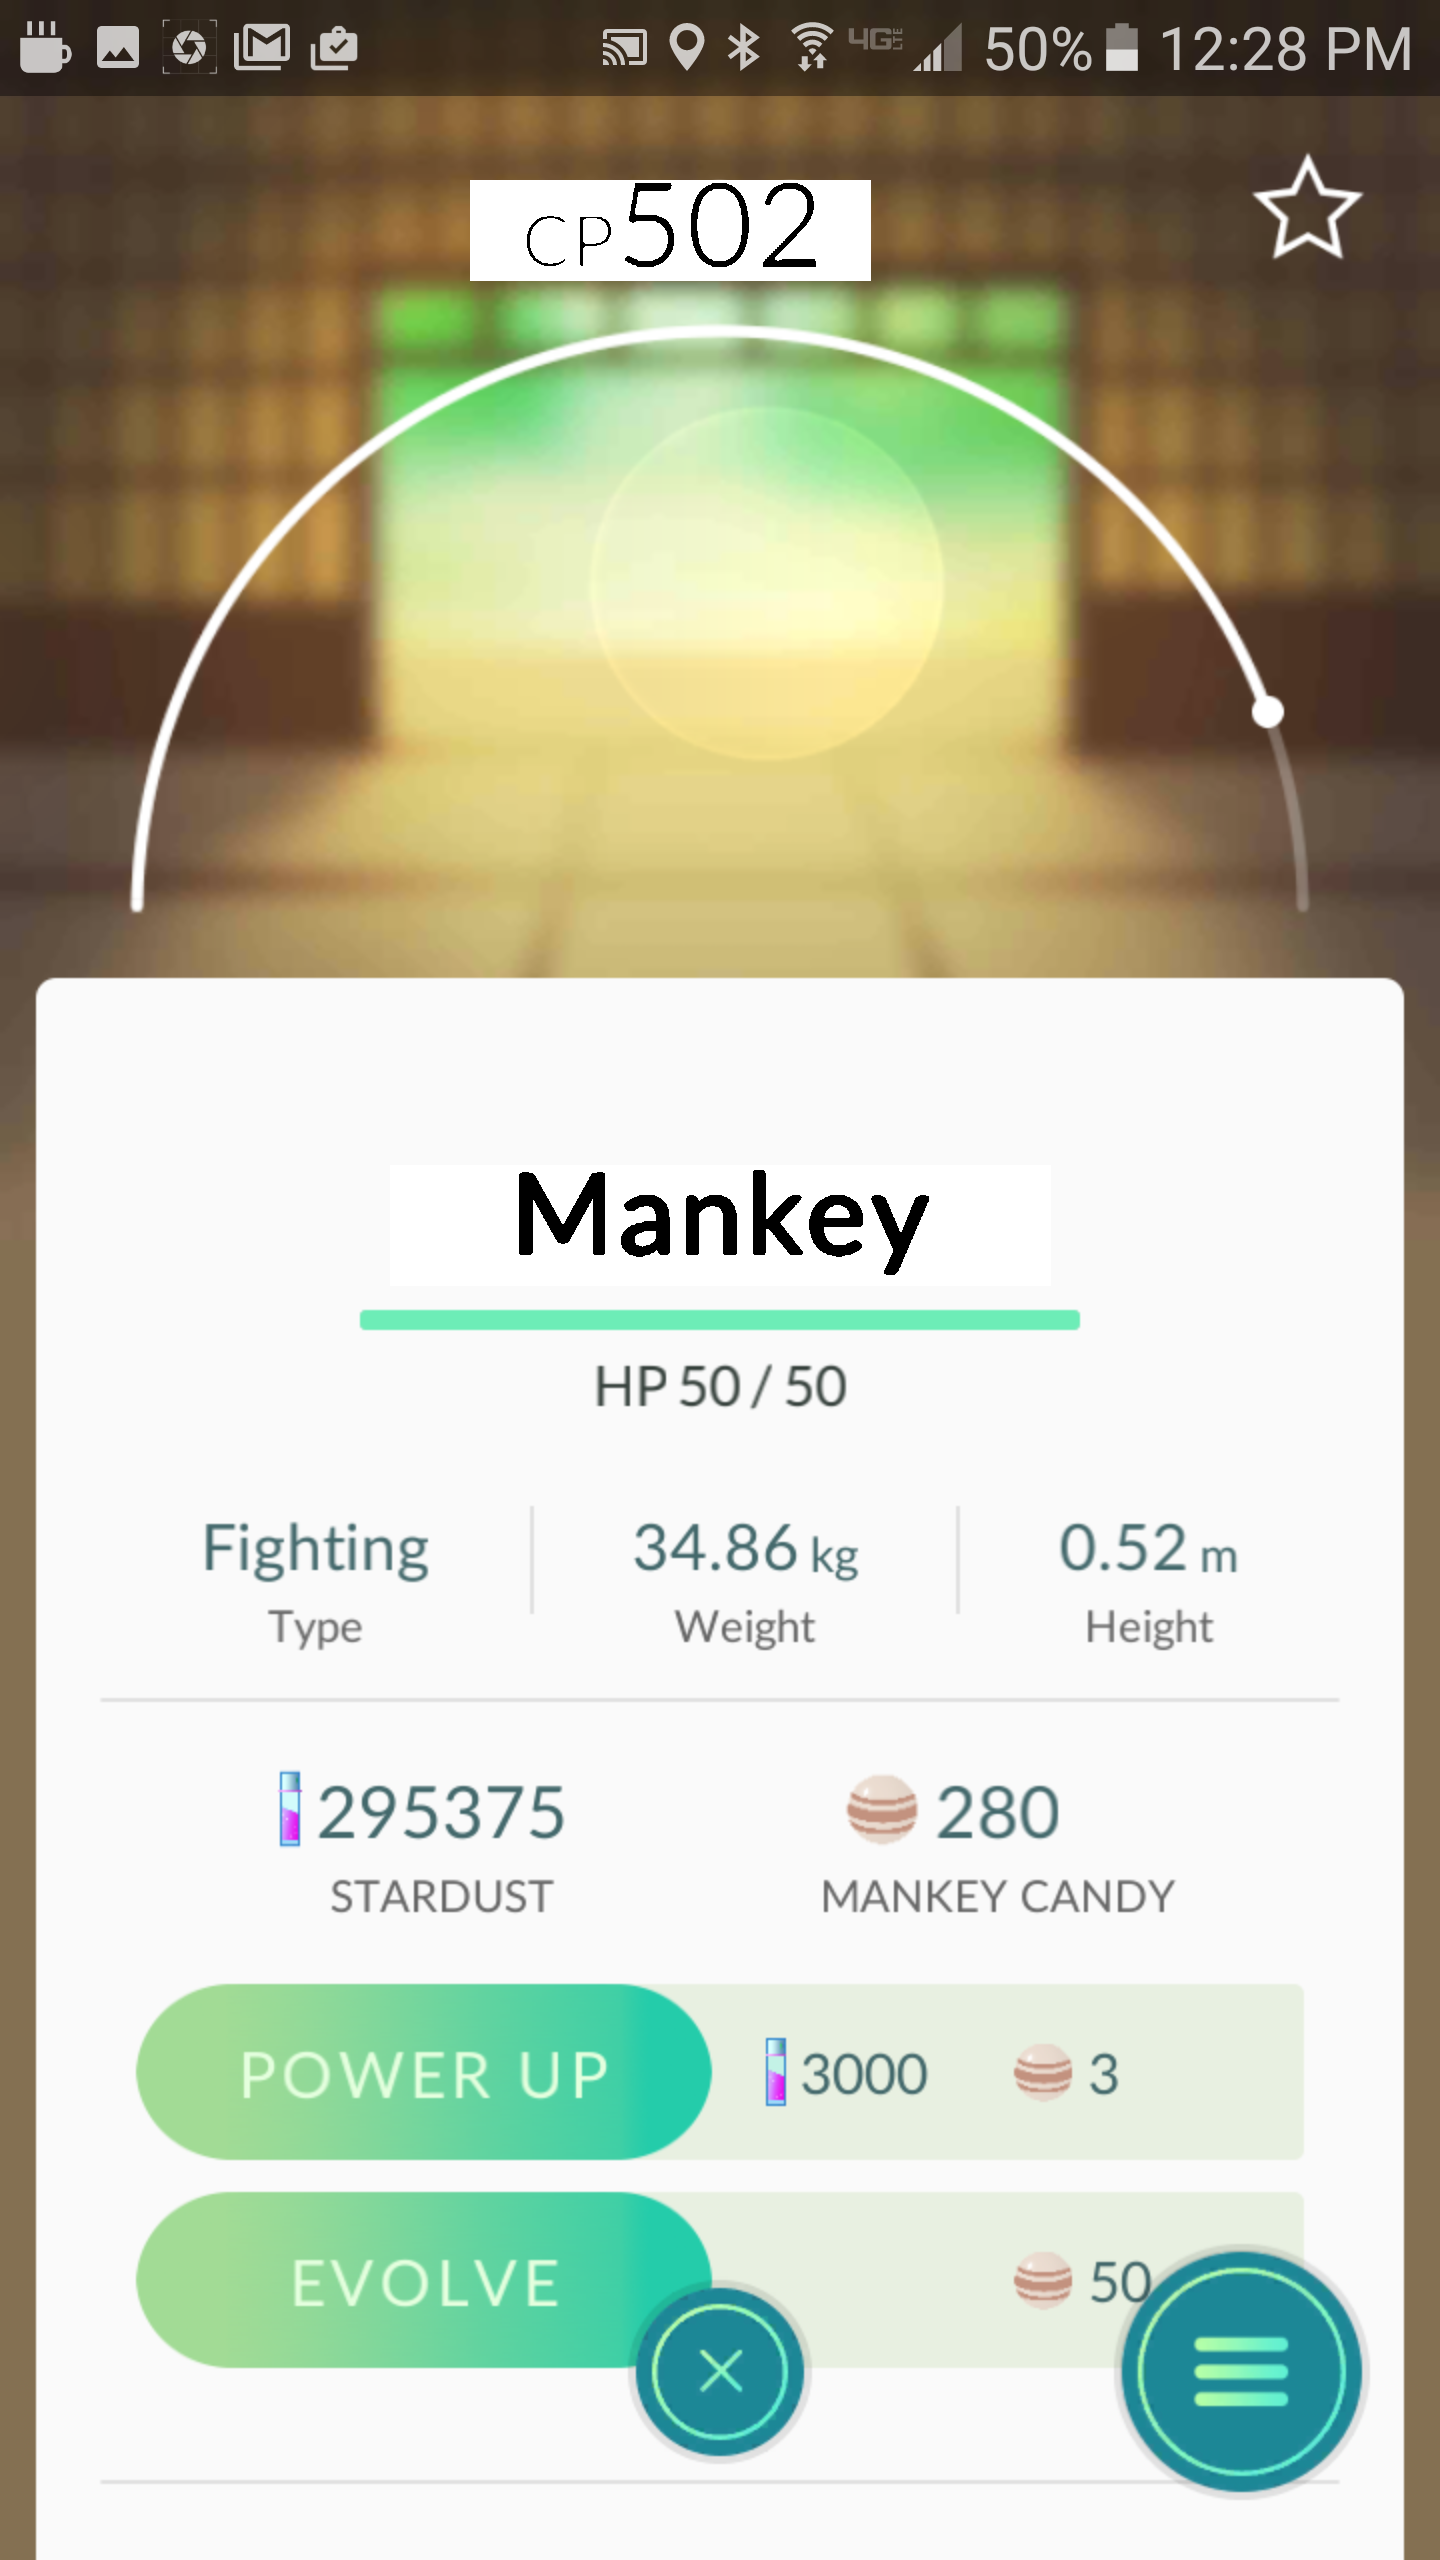 50% 12:28 PM
CP502
Mankey
HP 50 / 50
Fighting 34.86 kg 0.52 m
Type Weight Height
295375 280
STARDUST MANKEY CANDY
POWER UP 3000 3
EVOLVE 50